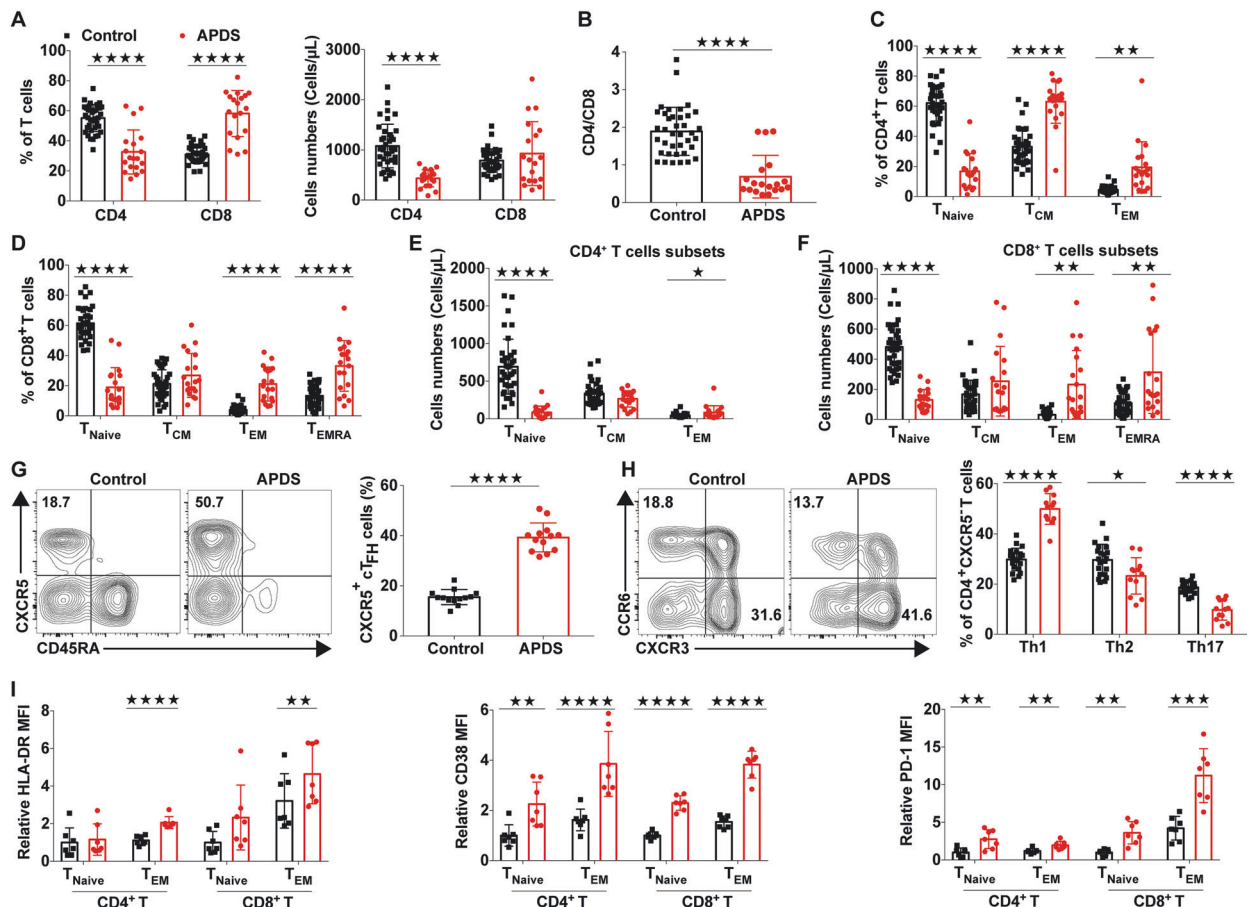 A
Control
APDS
★★★★
★★★★
% of T cells
100
80
60
40
20
0
CD4
CD8
Cells numbers (Cells/μL)
3000
2000
1000
0
★★★★
CD4
CD8
B
★★★★
CD4/CD8
4
3
2
1
0
Control
APDS
C
★★★★
★★★★
★★
% of CD4+T cells
100
80
60
40
20
0
TNaive
TCM
TEM
D
★★★★
★★★★
★★★★
% of CD8+T cells
100
80
60
40
20
0
TNaive
TCM
TEM
TEMRA
E
CD4+ T cells subsets
★★★★
★
Cells numbers (Cells/μL)
2000
1500
1000
500
0
TNaive
TCM
TEM
F
CD8+ T cells subsets
★★★★
★★
★★
Cells numbers (Cells/μL)
1000
800
600
400
200
0
TNaive
TCM
TEM
TEMRA
G
Control
APDS
18.7
50.7
CXCR5
CD45RA
★★★★
CXCR5+ cTFH cells (%)
60
40
20
0
Control
APDS
H
Control
APDS
18.8
31.6
13.7
41.6
CCR6
CXCR3
★★★★
★
★★★★
% of CD4+CXCR5-T cells
80
60
40
20
0
Th1
Th2
Th17
I
★★★★
★★
Relative HLA-DR MFI
10
8
6
4
2
0
TNaive
TEM
TNaive
TEM
CD4+ T
CD8+ T
★★
★★★★
★★★★
★★★★
Relative CD38 MFI
6
4
2
0
TNaive
TEM
TNaive
TEM
CD4+ T
CD8+ T
★★
★★
★★
★★★
Relative PD-1 MFI
20
15
10
5
0
TNaive
TEM
TNaive
TEM
CD4+ T
CD8+ T